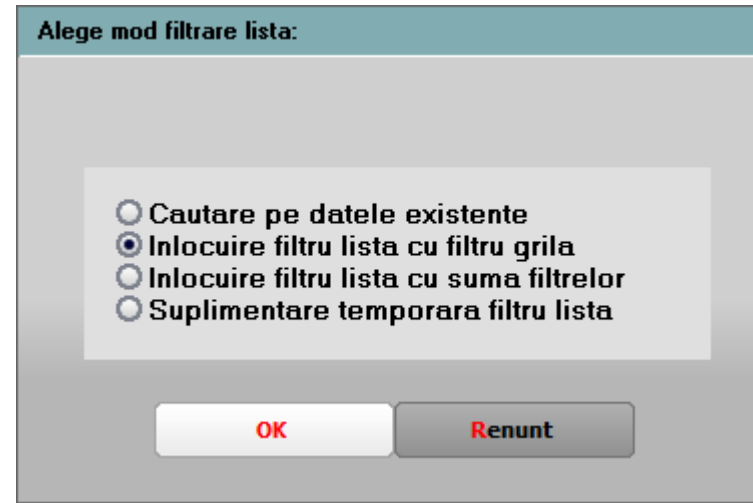 Alege mod filtrare lista:
Cautare pe datele existente
Inlocuire filtru lista cu filtru grila
Inlocuire filtru lista cu suma filtrelor
Suplimentare temporara filtru lista
OK Renunt